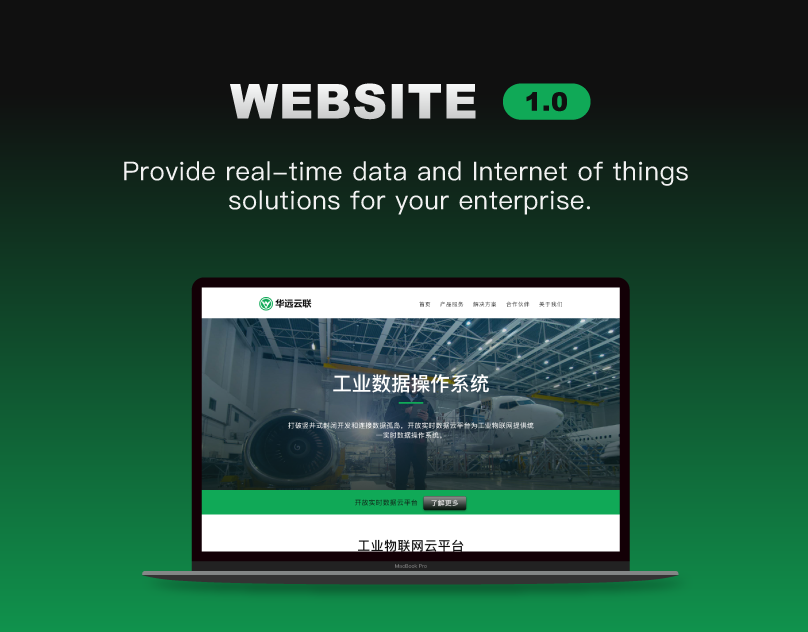 WEBSITE 1.0
Provide real-time data and Internet of things
solutions for your enterprise.
华远云联 首页 产品服务 解决方案 合作伙伴 关于我们
工业数据操作系统
打破竖井式封闭开发和连接数据孤岛，开放实时数据云平台为工业物联网提供统
一实时数据操作系统。
开放实时数据云平台 了解更多
工业物联网云平台
MacBook Pro